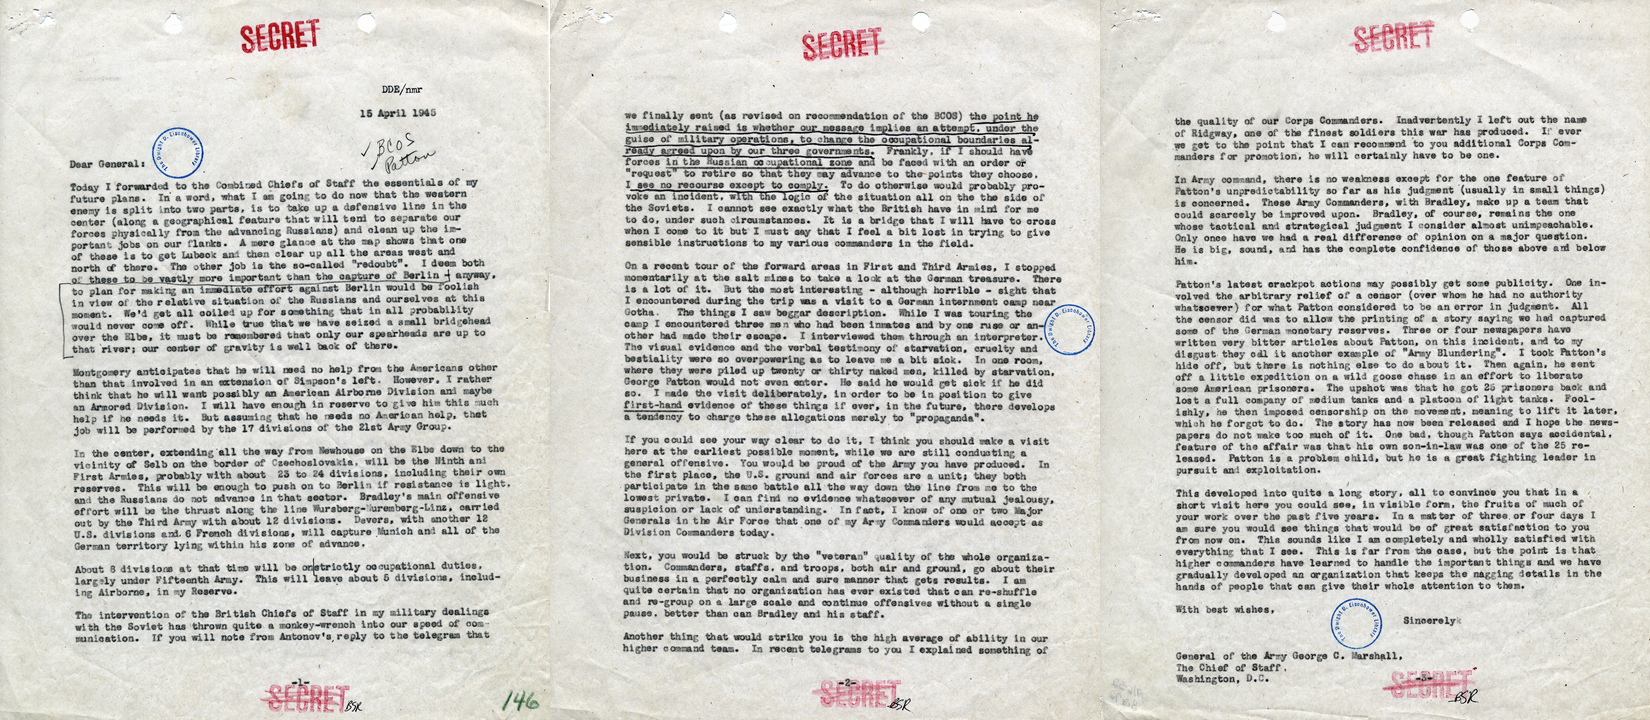 SECRET
DDE/nmr
15 April 1945
✓ BCOS
✓ Patton
Dear General:
Today I forwarded to the Combined Chiefs of Staff the essentials of my
future plans. In a word, what I am going to do now that the western
enemy is split into two parts, is to take up a defensive line in the
center (along a geographical feature that will tend to separate our
forces physically from the advancing Russians) and clean up the im-
portant jobs on our flanks. A mere glance at the map shows that one
of these is to get Lubeck and then clear up all the areas west and
north of there. The other job is the so-called "redoubt". I deem both
of these to be vastly more important than the capture of Berlin - anyway,
to plan for making an immediate effort against Berlin would be foolish
in view of the relative situation of the Russians and ourselves at this
moment. We'd get all coiled up for something that in all probability
would never come off. While true that we have seized a small bridgehead
over the Elbe, it must be remembered that only our spearheads are up to
that river; our center of gravity is well back of there.
Montgomery anticipates that he will need no help from the Americans other
than that involved in an extension of Simpson's left. However, I rather
think that he will want possibly an American Airborne Division and maybe
an Armored Division. I will have enough in reserve to give him this much
help if he needs it. But assuming that he needs no American help, that
job will be performed by the 17 divisions of the 21st Army Group.
In the center, extending all the way from Newhouse on the Elbe down to the
vicinity of Selb on the border of Czechoslovakia, will be the Ninth and
First Armies, probably with about 23 to 24 divisions, including their own
reserves. This will be enough to push on to Berlin if resistance is light,
and the Russians do not advance in that sector. Bradley's main offensive
effort will be the thrust along the line Wursberg-Nuremberg-Linz, carried
out by the Third Army with about 12 divisions. Devers, with another 12
U.S. divisions and 6 French divisions, will capture Munich and all of the
German territory lying within his zone of advance.
About 8 divisions at that time will be on strictly occupational duties,
largely under Fifteenth Army. This will leave about 5 divisions, includ-
ing Airborne, in my Reserve.
The intervention of the British Chiefs of Staff in my military dealings
with the Soviet has thrown quite a monkey-wrench into our speed of com-
munication. If you will note from Antonov's reply to the telegram that
-1-
SECRET
BSR
146
SECRET
we finally sent (as revised on recommendation of the BCOS) the point he
immediately raised is whether our message implies an attempt, under the
guise of military operations, to change the occupational boundaries al-
ready agreed upon by our three governments. Frankly, if I should have
forces in the Russian occupational zone and be faced with an order or
"request" to retire so that they may advance to the points they choose,
I see no recourse except to comply. To do otherwise would probably pro-
voke an incident, with the logic of the situation all on the the side of
the Soviets. I cannot see exactly what the British have in mind for me
to do, under such circumstances. It is a bridge that I will have to cross
when I come to it but I must say that I feel a bit lost in trying to give
sensible instructions to my various commanders in the field.
On a recent tour of the forward areas in First and Third Armies, I stopped
momentarily at the salt mines to take a look at the German treasure. There
is a lot of it. But the most interesting - although horrible - sight that
I encountered during the trip was a visit to a German internment camp near
Gotha. The things I saw beggar description. While I was touring the
camp I encountered three men who had been inmates and by one ruse or an-
other had made their escape. I interviewed them through an interpreter.
The visual evidence and the verbal testimony of starvation, cruelty and
bestiality were so overpowering as to leave me a bit sick. In one room,
where they were piled up twenty or thirty naked men, killed by starvation,
George Patton would not even enter. He said he would get sick if he did
so. I made the visit deliberately, in order to be in position to give
first-hand evidence of these things if ever, in the future, there develops
a tendency to charge these allegations merely to "propaganda".
If you could see your way clear to do it, I think you should make a visit
here at the earliest possible moment, while we are still conducting a
general offensive. You would be proud of the Army you have produced. In
the first place, the U.S. ground and air forces are a unit; they both
participate in the same battle all the way down the line from me to the
lowest private. I can find no evidence whatsoever of any mutual jealousy,
suspicion or lack of understanding. In fact, I know of one or two Major
Generals in the Air Force that one of my Army Commanders would accept as
Division Commanders today.
Next, you would be struck by the "veteran" quality of the whole organiza-
tion. Commanders, staffs, and troops, both air and ground, go about their
business in a perfectly calm and sure manner that gets results. I am
quite certain that no organization has ever existed that can re-shuffle
and re-group on a large scale and continue offensives without a single
pause, better than can Bradley and his staff.
Another thing that would strike you is the high average of ability in our
higher command team. In recent telegrams to you I explained something of
-2-
SECRET
BSR
SECRET
the quality of our Corps Commanders. Inadvertently I left out the name
of Ridgway, one of the finest soldiers this war has produced. If ever
we get to the point that I can recommend to you additional Corps Com-
manders for promotion, he will certainly have to be one.
In Army command, there is no weakness except for the one feature of
Patton's unpredictability so far as his judgment (usually in small things)
is concerned. These Army Commanders, with Bradley, make up a team that
could scarcely be improved upon. Bradley, of course, remains the one
whose tactical and strategical judgment I consider almost unimpeachable.
Only once have we had a real difference of opinion on a major question.
He is big, sound, and has the complete confidence of those above and below
him.
Patton's latest crackpot actions may possibly get some publicity. One in-
volved the arbitrary relief of a censor (over whom he had no authority
whatsoever) for what Patton considered to be an error in judgment. All
the censor did was to allow the printing of a story saying we had captured
some of the German monetary reserves. Three or four newspapers have
written very bitter articles about Patton, on this incident, and to my
disgust they call it another example of "Army Blundering". I took Patton's
hide off, but there is nothing else to do about it. Then again, he sent
off a little expedition on a wild goose chase in an effort to liberate
some American prisoners. The upshot was that he got 25 prisoners back and
lost a full company of medium tanks and a platoon of light tanks. Fool-
ishly, he then imposed censorship on the movement, meaning to lift it later,
which he forgot to do. The story has now been released and I hope the news-
papers do not make too much of it. One bad, though Patton says accidental,
feature of the affair was that his own son-in-law was one of the 25 re-
leased. Patton is a problem child, but he is a great fighting leader in
pursuit and exploitation.
This developed into quite a long story, all to convince you that in a
short visit here you could see, in visible form, the fruits of much of
your work over the past five years. In a matter of three or four days I
am sure you would see things that would be of great satisfaction to you
from now on. This sounds like I am completely and wholly satisfied with
everything that I see. This is far from the case, but the point is that
higher commanders have learned to handle the important things and we have
gradually developed an organization that keeps the nagging details in the
hands of people that can give their whole attention to them.
With best wishes,
Sincerely
General of the Army George C. Marshall,
The Chief of Staff,
Washington, D.C.
-3-
SECRET
BSR
The Dwight D. Eisenhower Library
The Dwight D. Eisenhower Library
The Dwight D. Eisenhower Library